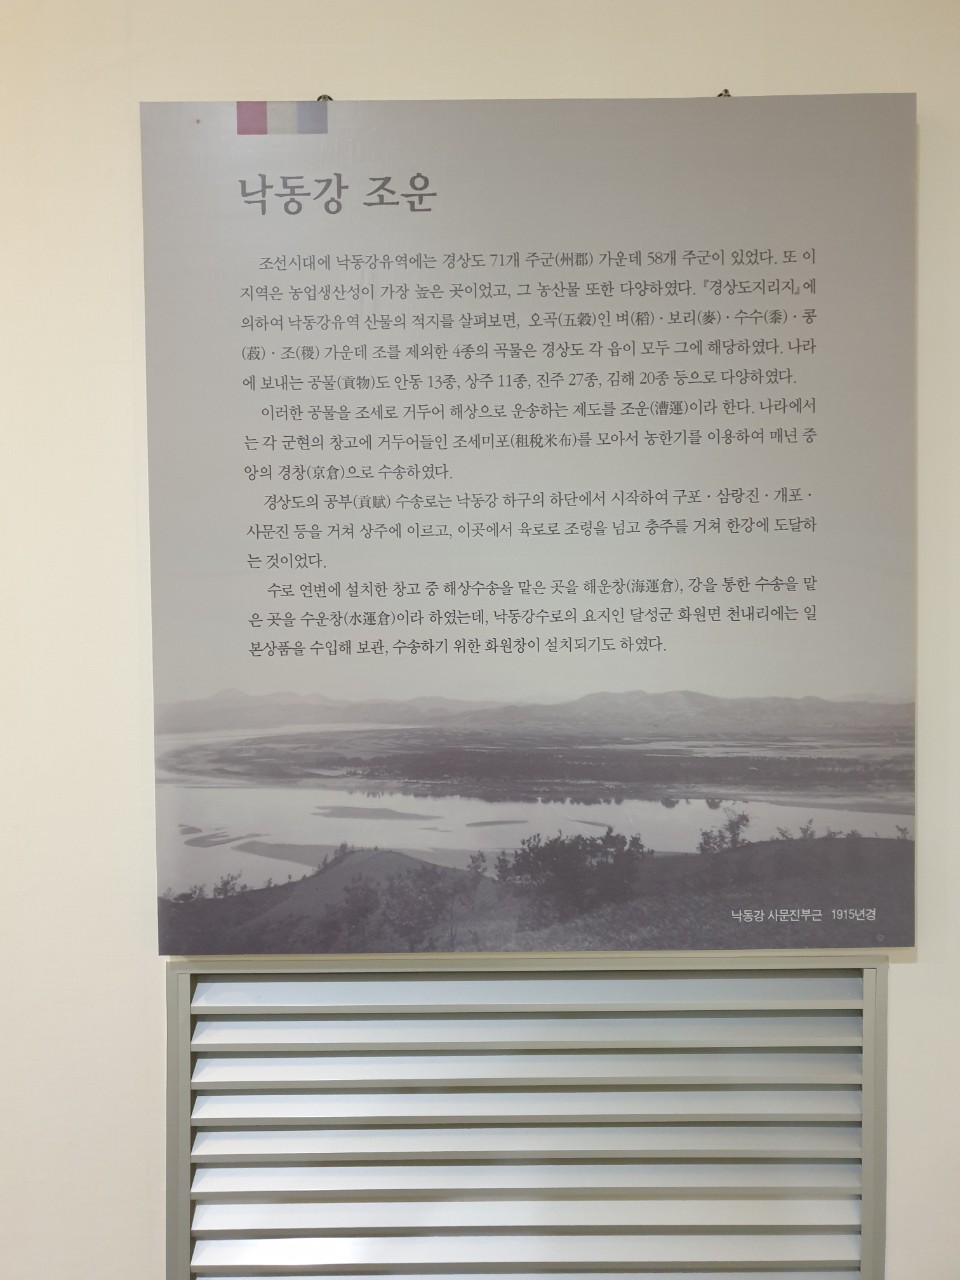 낙동강 조운
조선시대에 낙동강유역에는 경상도 71개 주군(州郡) 가운데 58개 주군이 있었다. 또 이
지역은 농업생산성이 가장 높은 곳이었고, 그 농산물 또한 다양하였다. 『경상도지리지』에
의하여 낙동강유역 산물의 적지를 살펴보면, 오곡(五穀)인 벼(稻)·보리(麥)·수수(黍)·콩
(菽)·조(稷) 가운데 조를 제외한 4종의 곡물은 경상도 각 읍이 모두 그에 해당하였다. 나라
에 보내는 공물(貢物)도 안동 13종, 상주 11종, 진주 27종, 김해 20종 등으로 다양하였다.
이러한 공물을 조세로 거두어 해상으로 운송하는 제도를 조운(漕運)이라 한다. 나라에서
는 각 군현의 창고에 거두어들인 조세미포(租稅米布)를 모아서 농한기를 이용하여 매년 중
앙의 경창(京倉)으로 수송하였다.
경상도의 공부(貢賦) 수송로는 낙동강 하구의 하단에서 시작하여 구포·삼랑진·개포·
사문진 등을 거쳐 상주에 이르고, 이곳에서 육로로 조령을 넘고 충주를 거쳐 한강에 도달하
는 것이었다.
수로 연변에 설치한 창고 중 해상수송을 맡은 곳을 해운창(海運倉), 강을 통한 수송을 맡
은 곳을 수운창(水運倉)이라 하였는데, 낙동강수로의 요지인 달성군 화원면 천내리에는 일
본상품을 수입해 보관, 수송하기 위한 화원창이 설치되기도 하였다.
낙동강 사문진부근 1915년경